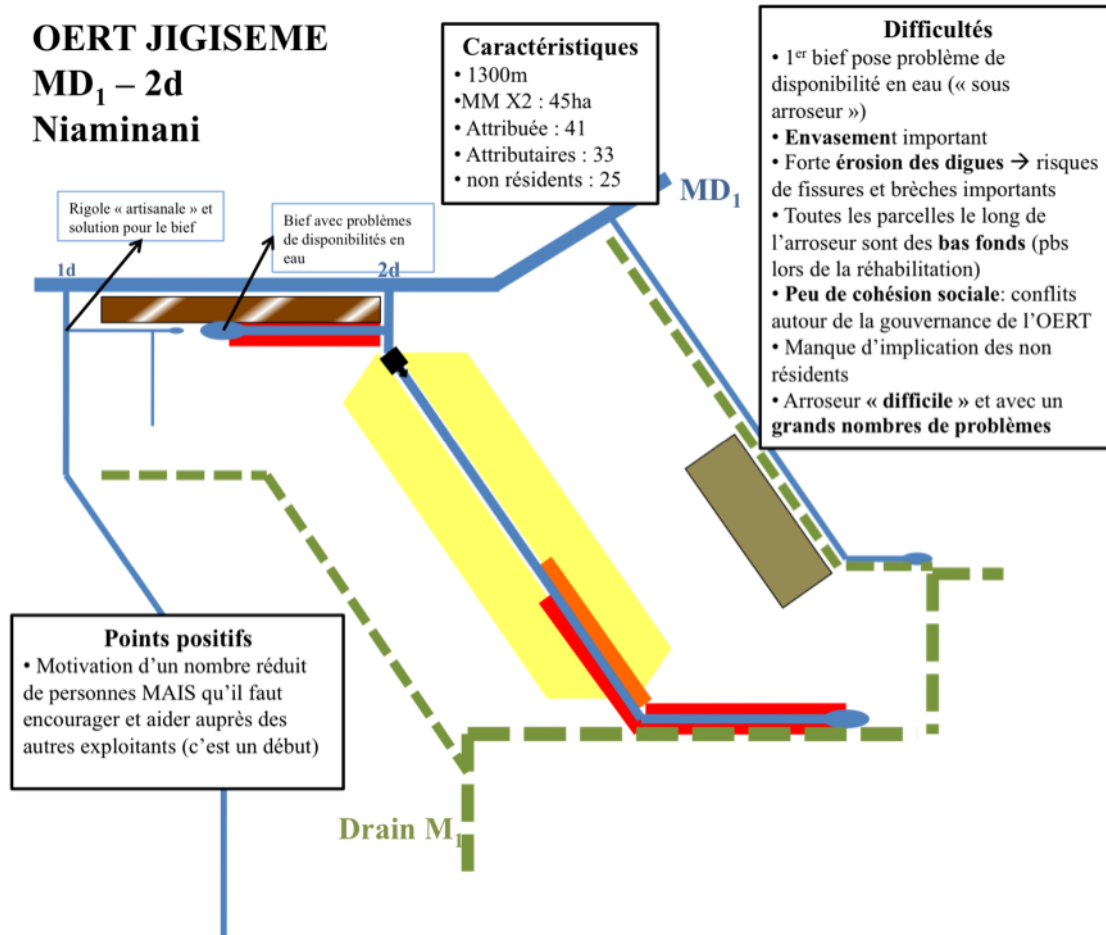 OERT JIGISEME
MD₁ – 2d
Niaminani
Caractéristiques
• 1300m
•MM X2 : 45ha
• Attribuée : 41
• Attributaires : 33
• non résidents : 25
Difficultés
• 1er bief pose problème de
disponibilité en eau (« sous
arroseur »)
• Envasement important
• Forte érosion des digues → risques
de fissures et brèches importants
• Toutes les parcelles le long de
l’arroseur sont des bas fonds (pbs
lors de la réhabilitation)
• Peu de cohésion sociale: conflits
autour de la gouvernance de l’OERT
• Manque d’implication des non
résidents
• Arroseur « difficile » et avec un
grands nombres de problèmes
MD₁
Rigole « artisanale » et
solution pour le bief
Bief avec problèmes
de disponibilités en
eau
1d
2d
Points positifs
• Motivation d’un nombre réduit
de personnes MAIS qu’il faut
encourager et aider auprès des
autres exploitants (c’est un début)
Drain M₁